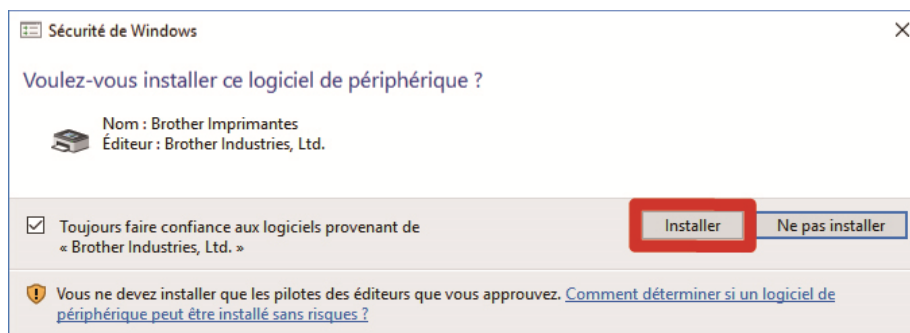 Sécurité de Windows
Voulez-vous installer ce logiciel de périphérique ?
Nom : Brother Imprimantes
Éditeur : Brother Industries, Ltd.
Toujours faire confiance aux logiciels provenant de
« Brother Industries, Ltd. »
Installer
Ne pas installer
Vous ne devez installer que les pilotes des éditeurs que vous approuvez. Comment déterminer si un logiciel de
périphérique peut être installé sans risques ?